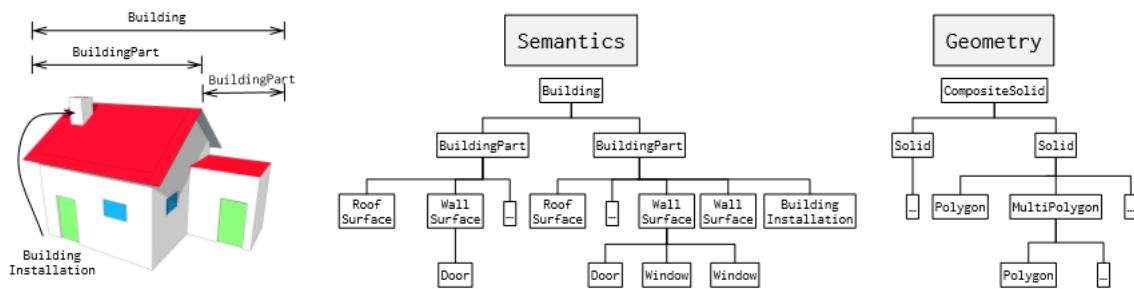 Building
BuildingPart
BuildingPart
Building
Installation
Semantics
Building
BuildingPart BuildingPart
Roof
Surface
Wall
Surface
…
Roof
Surface
…
Wall
Surface
Wall
Surface
Building
Installation
Door
Door
Window
Window
Geometry
CompositeSolid
Solid
Solid
…
Polygon
MultiPolygon
…
Polygon
…